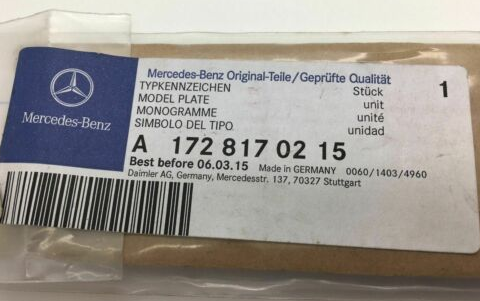 Mercedes-Benz
Mercedes-Benz Original-Teile/Geprüfte Qualität
TYPKENNZEICHEN Stück 1
MODEL PLATE unit
MONOGRAMME unité
SIMBOLO DEL TIPO unidad
A 172 817 02 15
Best before 06.03.15 Made in GERMANY 0060/1403/4960
Daimler AG, Germany, Mercedesstr. 137, 70327 Stuttgart